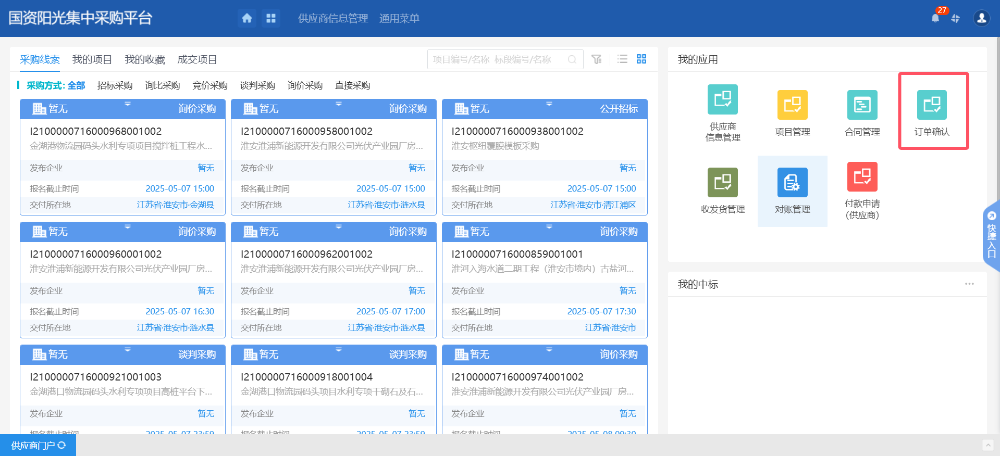 国资阳光集中采购平台
供应商信息管理 通用菜单
27
采购线索 我的项目 我的收藏 成交项目
项目编号/名称 标段编号/名称
采购方式: 全部 招标采购 询比采购 竞价采购 谈判采购 询价采购 直接采购
暂无 询价采购
I2100000716000968001002
金湖港物流园码头水利专项项目搅拌桩工程水...
发布企业 暂无
报名截止时间 2025-05-07 15:00
交付所在地 江苏省·淮安市·金湖县
暂无 询价采购
I2100000716000958001002
淮安淮浦新能源开发有限公司光伏产业园厂房...
发布企业 暂无
报名截止时间 2025-05-07 15:00
交付所在地 江苏省·淮安市·涟水县
暂无 公开招标
I2100000716000938001002
淮安枢纽覆膜模板采购
发布企业 暂无
报名截止时间 2025-05-07 15:00
交付所在地 江苏省·淮安市·清江浦区
暂无 询价采购
I2100000716000960001002
淮安淮浦新能源开发有限公司光伏产业园厂房...
发布企业 暂无
报名截止时间 2025-05-07 16:30
交付所在地 江苏省·淮安市·涟水县
暂无 询价采购
I2100000716000962001002
淮安淮浦新能源开发有限公司光伏产业园厂房...
发布企业 暂无
报名截止时间 2025-05-07 17:00
交付所在地 江苏省·淮安市·涟水县
暂无 询价采购
I2100000716000859001001
淮河入海水道二期工程（淮安市境内）古盐河...
发布企业 暂无
报名截止时间 2025-05-07 17:30
交付所在地 江苏省·淮安市
暂无 谈判采购
I2100000716000921001003
金湖港口物流园码头水利专项项目高桩平台下...
发布企业 暂无
报名截止时间 2025-05-07 23:59
暂无 谈判采购
I2100000716000918001004
金湖港口物流园码头项目水利专项干砌石及石...
发布企业 暂无
报名截止时间 2025-05-07 23:59
暂无 询价采购
I2100000716000974001002
淮安淮浦新能源开发有限公司光伏产业园厂房...
发布企业 暂无
报名截止时间 2025-05-08 09:30
我的应用
供应商
信息管理
项目管理
合同管理
订单确认
收发货管理
对账管理
付款申请
(供应商)
我的中标
快捷入口
供应商门户